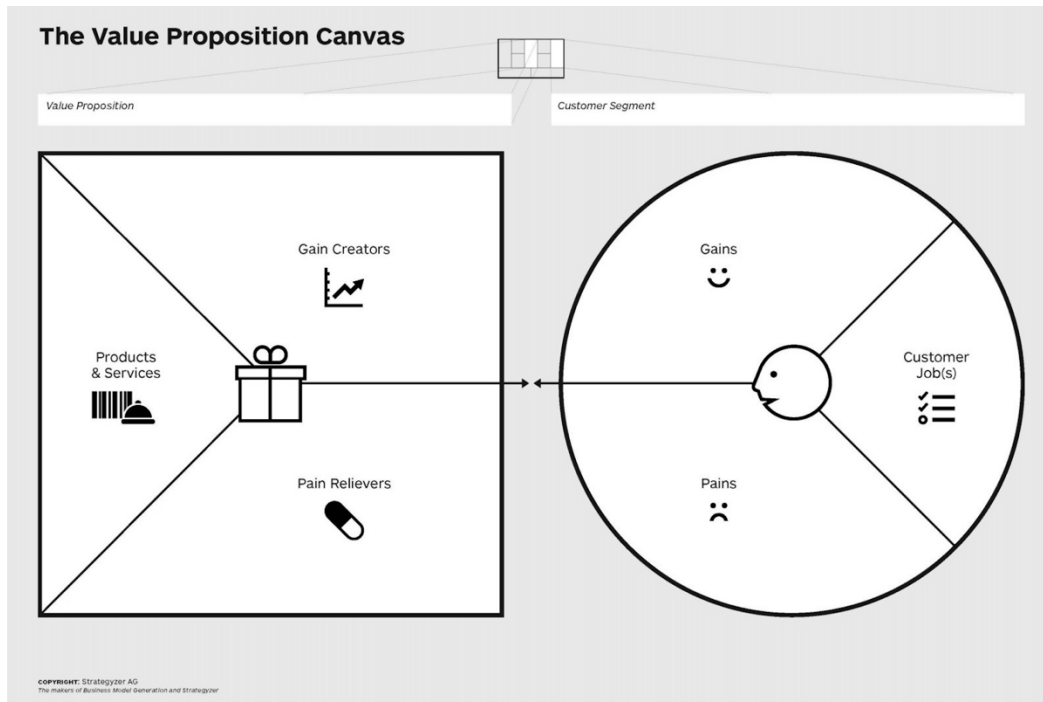 The Value Proposition Canvas
Value Proposition
Customer Segment
Gain Creators
Gains
Products
& Services
Customer
Job(s)
Pain Relievers
Pains
COPYRIGHT: Strategyzer AG
The makers of Business Model Generation and Strategyzer